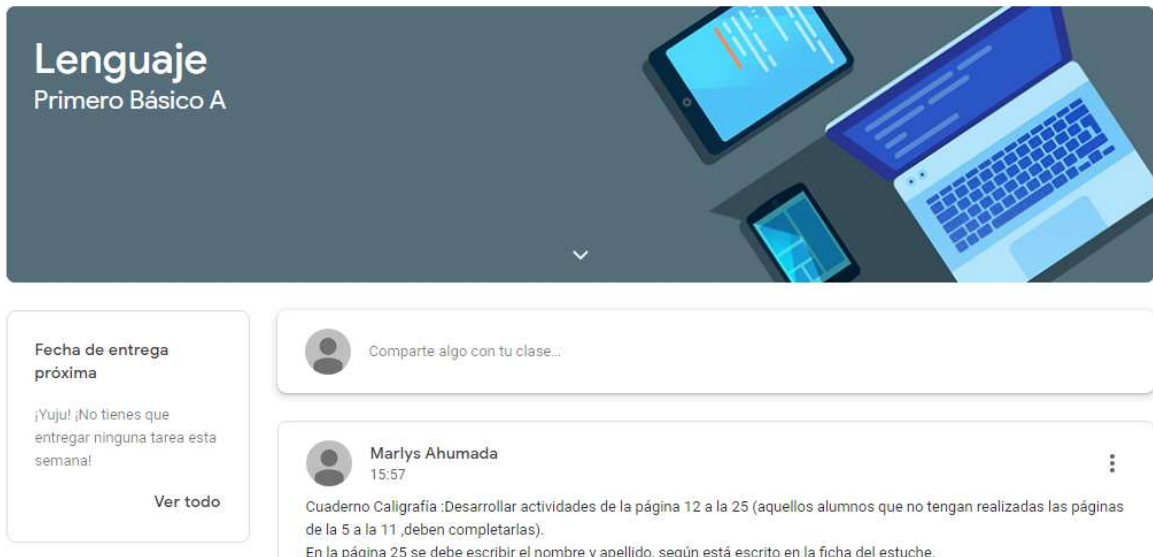 Lenguaje
Primero Básico A
Fecha de entrega
próxima
¡Yuju! ¡No tienes que
entregar ninguna tarea esta
semana!
Ver todo
Comparte algo con tu clase...
Marlys Ahumada
15:57
Cuaderno Caligrafía :Desarrollar actividades de la página 12 a la 25 (aquellos alumnos que no tengan realizadas las páginas
de la 5 a la 11 ,deben completarlas).
En la página 25 se debe escribir el nombre y apellido, según está escrito en la ficha del estuche.